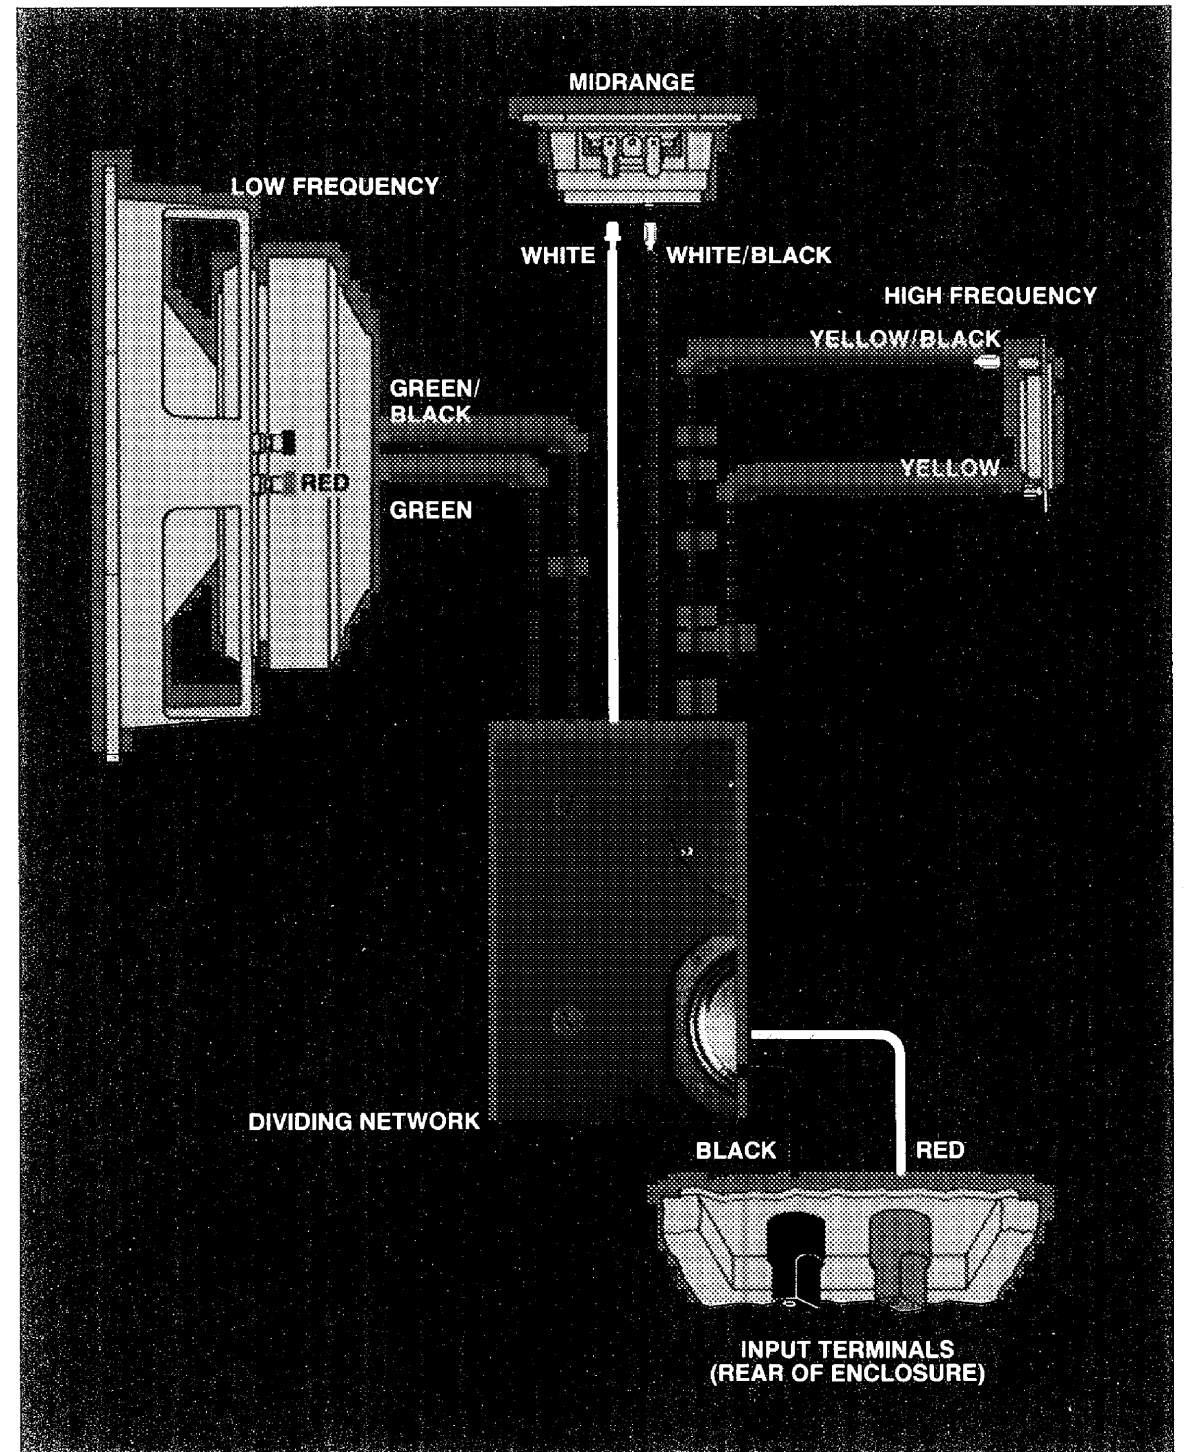 MIDRANGE
LOW FREQUENCY
WHITE
WHITE/BLACK
HIGH FREQUENCY
YELLOW/BLACK
GREEN/
BLACK
YELLOW
RED
GREEN
DIVIDING NETWORK
BLACK
RED
INPUT TERMINALS
(REAR OF ENCLOSURE)